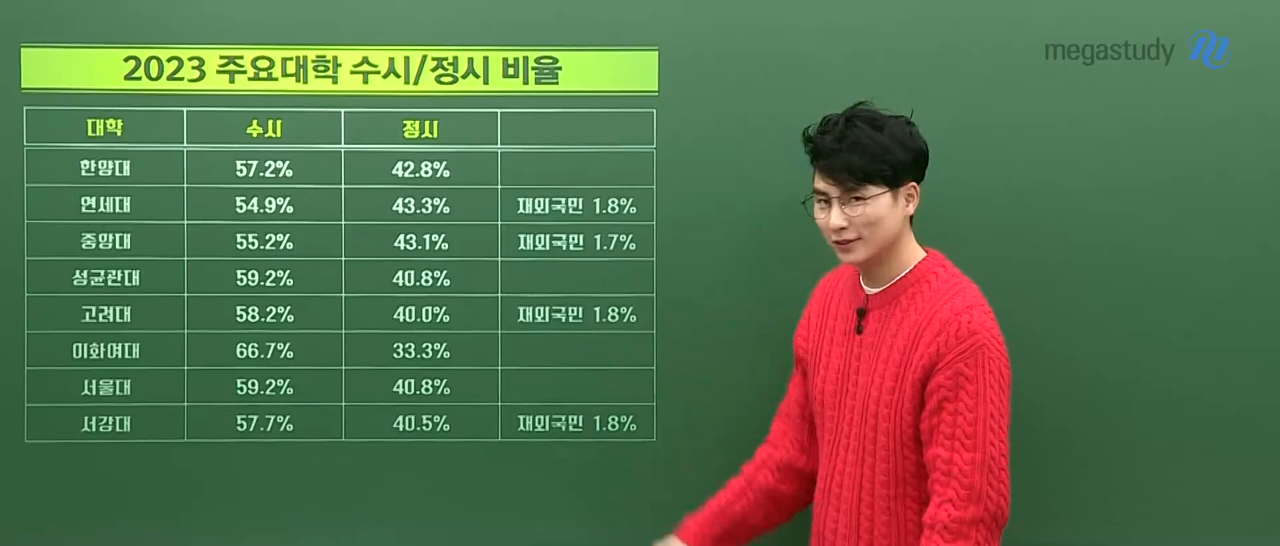 megastudy
2023 주요대학 수시/정시 비율
대학 수시 정시
한양대 57.2% 42.8%
연세대 54.9% 43.3% 재외국민 1.8%
중앙대 55.2% 43.1% 재외국민 1.7%
성균관대 59.2% 40.8%
고려대 58.2% 40.0% 재외국민 1.8%
이화여대 66.7% 33.3%
서울대 59.2% 40.8%
서강대 57.7% 40.5% 재외국민 1.8%